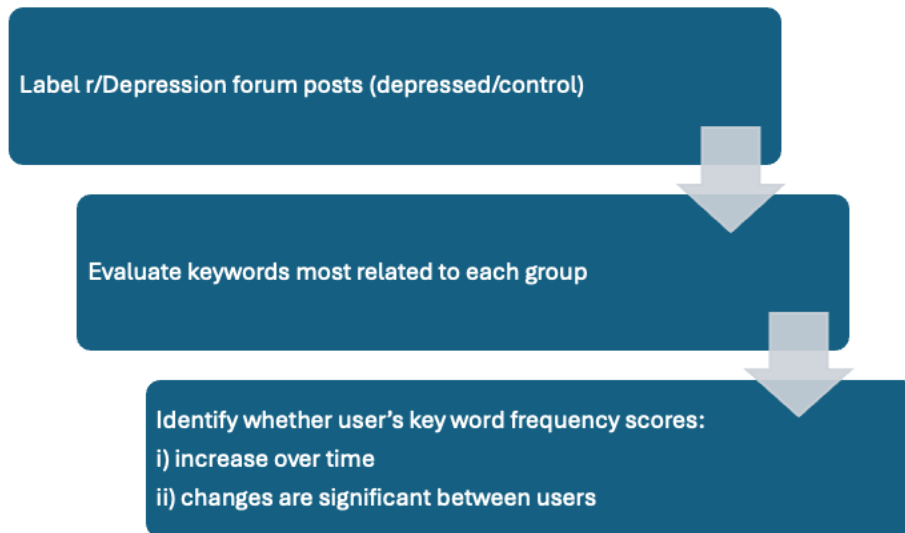 Label r/Depression forum posts (depressed/control)
Evaluate keywords most related to each group
Identify whether user's key word frequency scores:
i) increase over time
ii) changes are significant between users